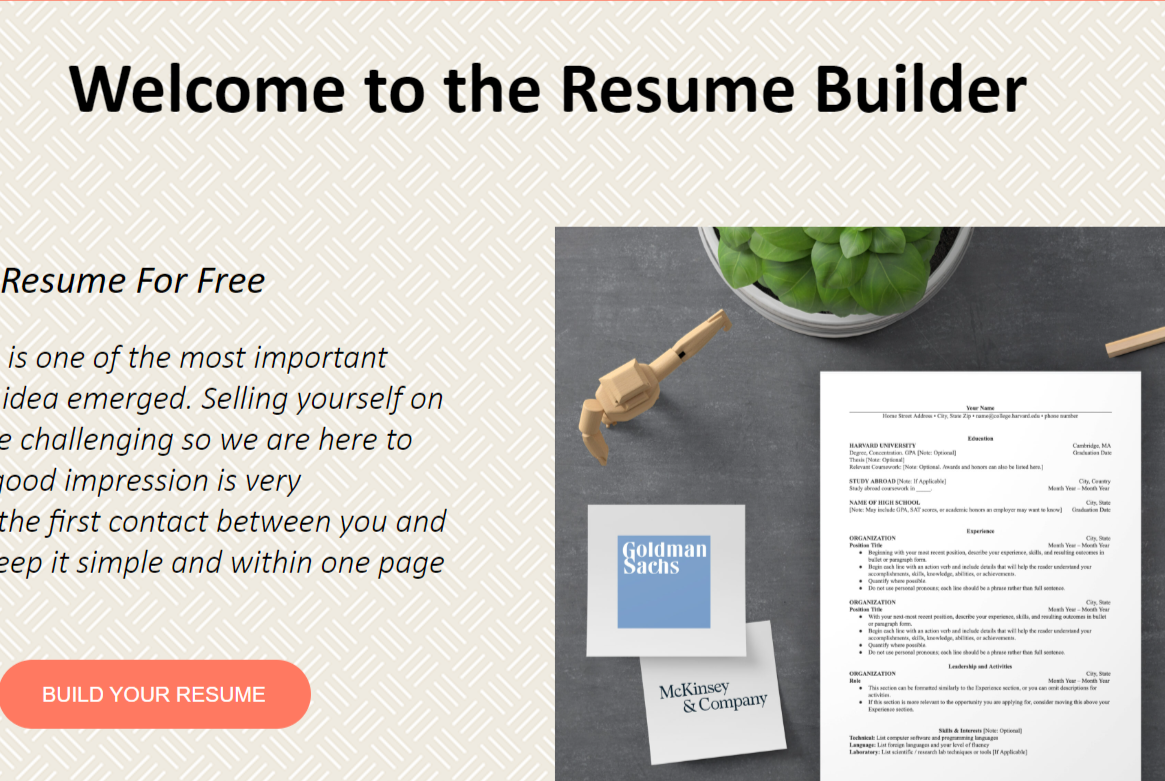 Welcome to the Resume Builder
Resume For Free
is one of the most important
idea emerged. Selling yourself on
e challenging so we are here to
good impression is very
the first contact between you and
eep it simple and within one page
BUILD YOUR RESUME
Goldman
Sachs
McKinsey
& Company
Your Name
Home Street Address • City, State Zip • name@college.harvard.edu • phone number
Education
HARVARD UNIVERSITY Cambridge, MA
Degree, Concentration. GPA [Note: Optional] Graduation Date
Thesis [Note: Optional]
Relevant Coursework: [Note: Optional. Awards and honors can also be listed here.]
STUDY ABROAD [Note: If Applicable] City, Country
Study abroad coursework in _____. Month Year – Month Year
NAME OF HIGH SCHOOL City, State
[Note: May include GPA, SAT scores, or academic honors an employer may want to know] Graduation Date
Experience
ORGANIZATION City, State
Position Title Month Year – Month Year
• Beginning with your most recent position, describe your experience, skills, and resulting outcomes in
bullet or paragraph form.
• Begin each line with an action verb and include details that will help the reader understand your
accomplishments, skills, knowledge, abilities, or achievements.
• Quantify where possible.
• Do not use personal pronouns; each line should be a phrase rather than full sentence.
ORGANIZATION City, State
Position Title Month Year – Month Year
• With your next-most recent position, describe your experience, skills, and resulting outcomes in bullet
or paragraph form.
• Begin each line with an action verb and include details that will help the reader understand your
accomplishments, skills, knowledge, abilities, or achievements.
• Quantify where possible.
• Do not use personal pronouns; each line should be a phrase rather than full sentence.
Leadership and Activities
ORGANIZATION City, State
Role Month Year – Month Year
• This section can be formatted similarly to the Experience section, or you can omit descriptions for
activities.
• If this section is more relevant to the opportunity you are applying for, consider moving this above your
Experience section.
Skills & Interests [Note: Optional]
Technical: List computer software and programming languages
Language: List foreign languages and your level of fluency
Laboratory: List scientific / research lab techniques or tools [If Applicable]